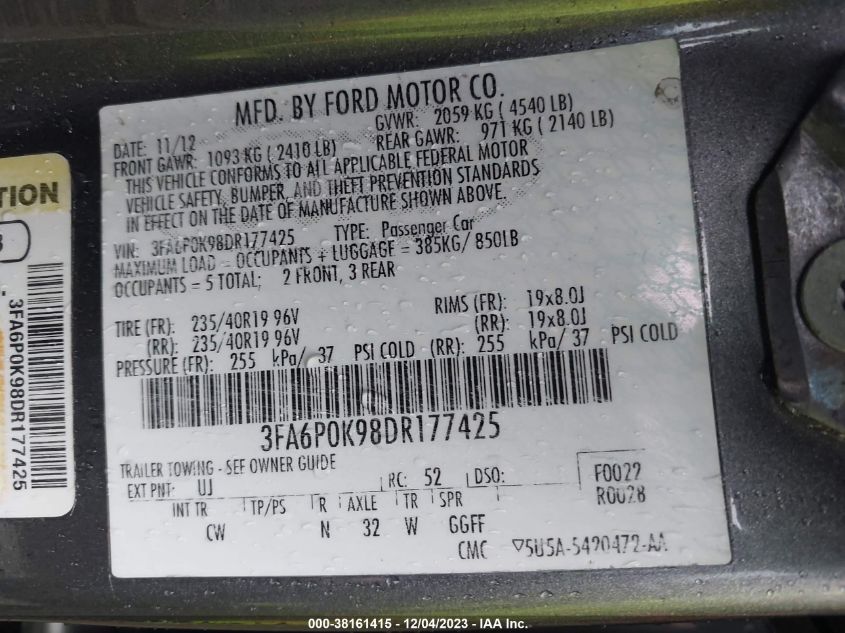 MFD. BY FORD MOTOR CO.
DATE: 11/12 GVWR: 2059 KG ( 4540 LB)
FRONT GAWR: 1093 KG ( 2410 LB) REAR GAWR: 971 KG ( 2140 LB)
THIS VEHICLE CONFORMS TO ALL APPLICABLE FEDERAL MOTOR
VEHICLE SAFETY, BUMPER, AND THEFT PREVENTION STANDARDS
IN EFFECT ON THE DATE OF MANUFACTURE SHOWN ABOVE.
VIN: 3FA6P0K98DR177425 TYPE: Passenger Car
MAXIMUM LOAD = OCCUPANTS + LUGGAGE = 385KG/ 850LB
OCCUPANTS = 5 TOTAL; 2 FRONT, 3 REAR
TIRE (FR): 235/40R19 96V RIMS (FR): 19x8.0J
(RR): 235/40R19 96V (RR): 19x8.0J
PRESSURE (FR): 255 kPa/ 37 PSI COLD (RR): 255 kPa/ 37 PSI COLD
3FA6P0K98DR177425
TRAILER TOWING - SEE OWNER GUIDE
EXT PNT: UJ RC: 52 DSO: F0022
R0028
INT TR TP/PS R AXLE TR SPR
CW N 32 W GGFF
CMC 5U5A-5420472-AA
TION
3FA6P0K98DR177425
000-38161415 - 12/04/2023 - IAA Inc.